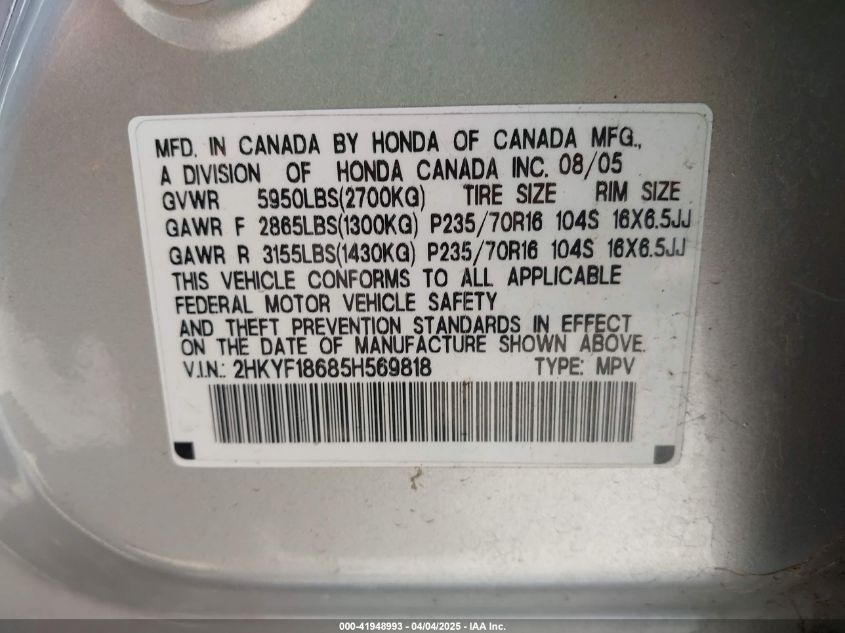 MFD. IN CANADA BY HONDA OF CANADA MFG.,
A DIVISION OF HONDA CANADA INC. 08/05
GVWR 5950LBS(2700KG) TIRE SIZE RIM SIZE
GAWR F 2865LBS(1300KG) P235/70R16 104S 16X6.5JJ
GAWR R 3155LBS(1430KG) P235/70R16 104S 16X6.5JJ
THIS VEHICLE CONFORMS TO ALL APPLICABLE
FEDERAL MOTOR VEHICLE SAFETY
AND THEFT PREVENTION STANDARDS IN EFFECT
ON THE DATE OF MANUFACTURE SHOWN ABOVE.
V.I.N.: 2HKYF18685H569818 TYPE: MPV
000-41948993 - 04/04/2025 - IAA Inc.